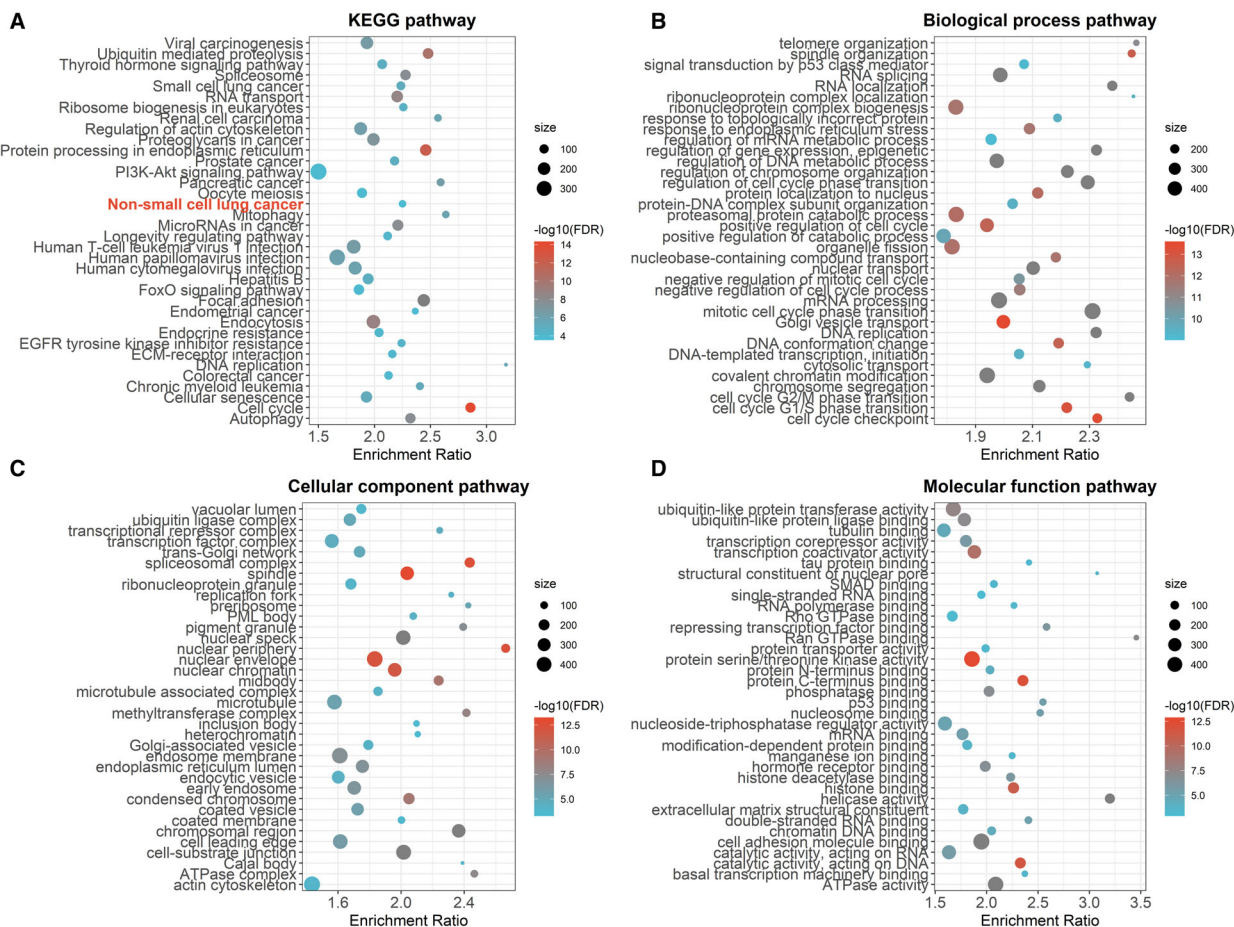 A
KEGG pathway
Viral carcinogenesis
Ubiquitin mediated proteolysis
Thyroid hormone signaling pathway
Spliceosome
Small cell lung cancer
RNA transport
Ribosome biogenesis in eukaryotes
Renal cell carcinoma
Regulation of actin cytoskeleton
Proteoglycans in cancer
Protein processing in endoplasmic reticulum
Prostate cancer
PI3K-Akt signaling pathway
Pancreatic cancer
Oocyte meiosis
Non-small cell lung cancer
Mitophagy
MicroRNAs in cancer
Longevity regulating pathway
Human T-cell leukemia virus 1 infection
Human papillomavirus infection
Human cytomegalovirus infection
Hepatitis B
FoxO signaling pathway
Focal adhesion
Endometrial cancer
Endocytosis
Endocrine resistance
EGFR tyrosine kinase inhibitor resistance
ECM-receptor interaction
DNA replication
Colorectal cancer
Chronic myeloid leukemia
Cellular senescence
Cell cycle
Autophagy
1.5 2.0 2.5 3.0
Enrichment Ratio
size
100
200
300
-log10(FDR)
14
12
10
8
6
4
B
Biological process pathway
telomere organization
spindle organization
signal transduction by p53 class mediator
RNA splicing
RNA localization
ribonucleoprotein complex localization
ribonucleoprotein complex biogenesis
response to topologically incorrect protein
response to endoplasmic reticulum stress
regulation of mRNA metabolic process
regulation of gene expression, epigenetic
regulation of DNA metabolic process
regulation of chromosome organization
regulation of cell cycle phase transition
protein localization to nucleus
protein-DNA complex subunit organization
proteasomal protein catabolic process
positive regulation of cell cycle
positive regulation of catabolic process
organelle fission
nucleobase-containing compound transport
nuclear transport
negative regulation of mitotic cell cycle
negative regulation of cell cycle process
mRNA processing
mitotic cell cycle phase transition
Golgi vesicle transport
DNA replication
DNA conformation change
DNA-templated transcription, initiation
cytosolic transport
covalent chromatin modification
chromosome segregation
cell cycle G2/M phase transition
cell cycle G1/S phase transition
cell cycle checkpoint
1.9 2.1 2.3
Enrichment Ratio
size
200
300
400
-log10(FDR)
13
12
11
10
C
Cellular component pathway
vacuolar lumen
ubiquitin ligase complex
transcriptional repressor complex
transcription factor complex
trans-Golgi network
spliceosomal complex
spindle
ribonucleoprotein granule
replication fork
preribosome
PML body
pigment granule
nuclear speck
nuclear periphery
nuclear envelope
nuclear chromatin
midbody
microtubule associated complex
microtubule
methyltransferase complex
inclusion body
heterochromatin
Golgi-associated vesicle
endosome membrane
endoplasmic reticulum lumen
endocytic vesicle
early endosome
condensed chromosome
coated vesicle
coated membrane
chromosomal region
cell leading edge
cell-substrate junction
Cajal body
ATPase complex
actin cytoskeleton
1.6 2.0 2.4
Enrichment Ratio
size
100
200
300
400
-log10(FDR)
12.5
10.0
7.5
5.0
D
Molecular function pathway
ubiquitin-like protein transferase activity
ubiquitin-like protein ligase binding
tubulin binding
transcription corepressor activity
transcription coactivator activity
tau protein binding
structural constituent of nuclear pore
SMAD binding
single-stranded RNA binding
RNA polymerase binding
Rho GTPase binding
repressing transcription factor binding
Ran GTPase binding
protein transporter activity
protein serine/threonine kinase activity
protein N-terminus binding
protein C-terminus binding
phosphatase binding
p53 binding
nucleosome binding
nucleoside-triphosphatase regulator activity
mRNA binding
modification-dependent protein binding
manganese ion binding
hormone receptor binding
histone deacetylase binding
histone binding
helicase activity
extracellular matrix structural constituent
double-stranded RNA binding
chromatin DNA binding
cell adhesion molecule binding
catalytic activity, acting on RNA
catalytic activity, acting on DNA
basal transcription machinery binding
ATPase activity
1.5 2.0 2.5 3.0 3.5
Enrichment Ratio
size
100
200
300
400
-log10(FDR)
12.5
10.0
7.5
5.0